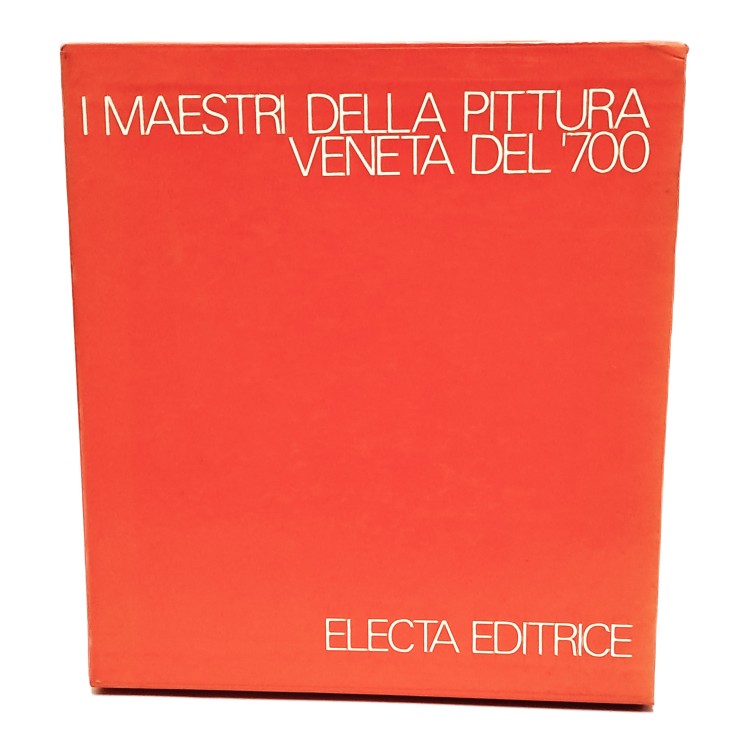 I MAESTRI DELLA PITTURA
VENETA DEL '700
ELECTA EDITRICE